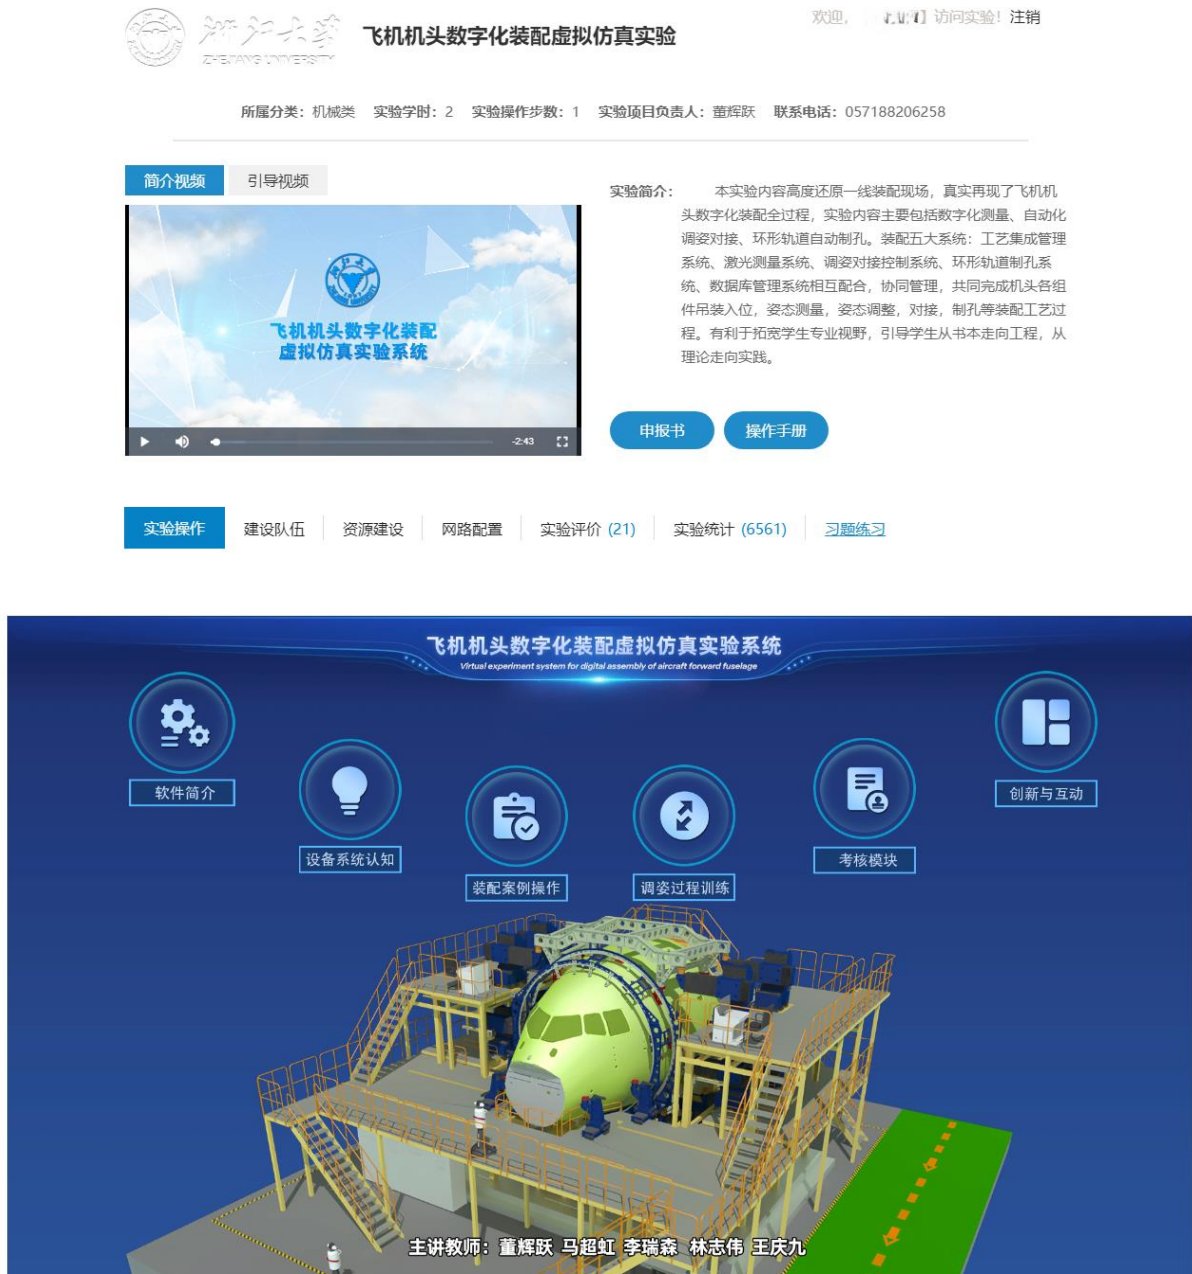 浙江大学
ZHEJIANG UNIVERSITY
飞机机头数字化装配虚拟仿真实验
欢迎,
】访问实验! 注销
所属分类：机械类 实验学时：2 实验操作步数：1 实验项目负责人：董辉跃 联系电话：057188206258
简介视频 引导视频
飞机机头数字化装配
虚拟仿真实验系统
-2:43
实验简介： 本实验内容高度还原一线装配现场，真实再现了飞机机
头数字化装配全过程，实验内容主要包括数字化测量、自动化
调姿对接、环形轨道自动制孔。装配五大系统：工艺集成管理
系统、激光测量系统、调姿对接控制系统、环形轨道制孔系
统、数据库管理系统相互配合，协同管理，共同完成机头各组
件吊装入位，姿态测量，姿态调整，对接，制孔等装配工艺过
程。有利于拓宽学生专业视野，引导学生从书本走向工程，从
理论走向实践。
申报书 操作手册
实验操作 建设队伍 资源建设 网路配置 实验评价 (21) 实验统计 (6561) 习题练习
飞机机头数字化装配虚拟仿真实验系统
Virtual experiment system for digital assembly of aircraft forward fuselage
软件简介
设备系统认知
装配案例操作
调姿过程训练
考核模块
创新与互动
主讲教师：董辉跃 马超虹 李瑞森 林志伟 王庆九